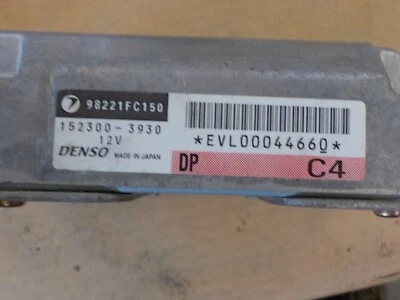 98221FC150
152300-3930
12V
DENSO MADE IN JAPAN
*EVL00044660*
DP
C4